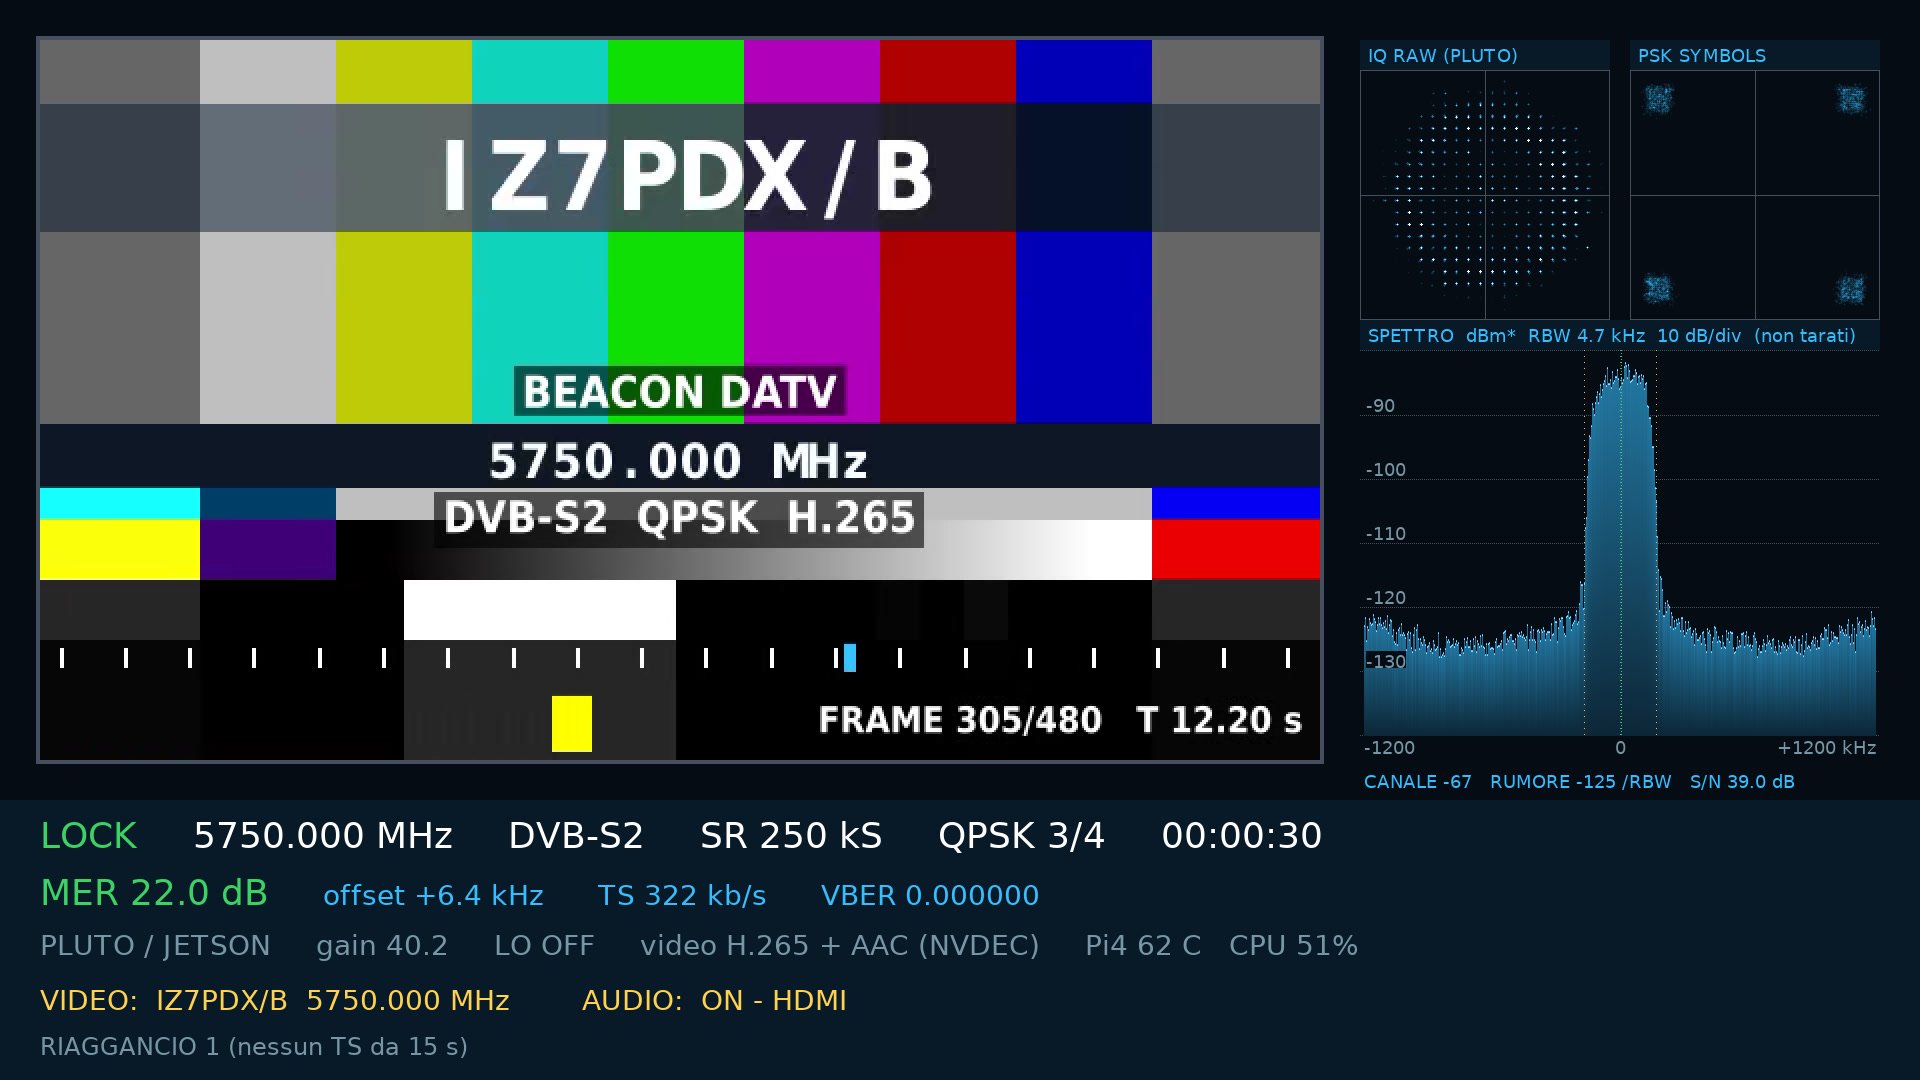 IQ RAW (PLUTO)
PSK SYMBOLS
IZ7PDX/B
BEACON DATV
5750.000 MHz
DVB-S2 QPSK H.265
FRAME 305/480 T 12.20 s
SPETTRO dBm* RBW 4.7 kHz 10 dB/div (non tarati)
-90
-100
-110
-120
-130
-1200 0 +1200 kHz
CANALE -67 RUMORE -125 /RBW S/N 39.0 dB
LOCK 5750.000 MHz DVB-S2 SR 250 kS QPSK 3/4 00:00:30
MER 22.0 dB offset +6.4 kHz TS 322 kb/s VBER 0.000000
PLUTO / JETSON gain 40.2 LO OFF video H.265 + AAC (NVDEC) Pi4 62 C CPU 51%
VIDEO: IZ7PDX/B 5750.000 MHz AUDIO: ON - HDMI
RIAGGANCIO 1 (nessun TS da 15 s)